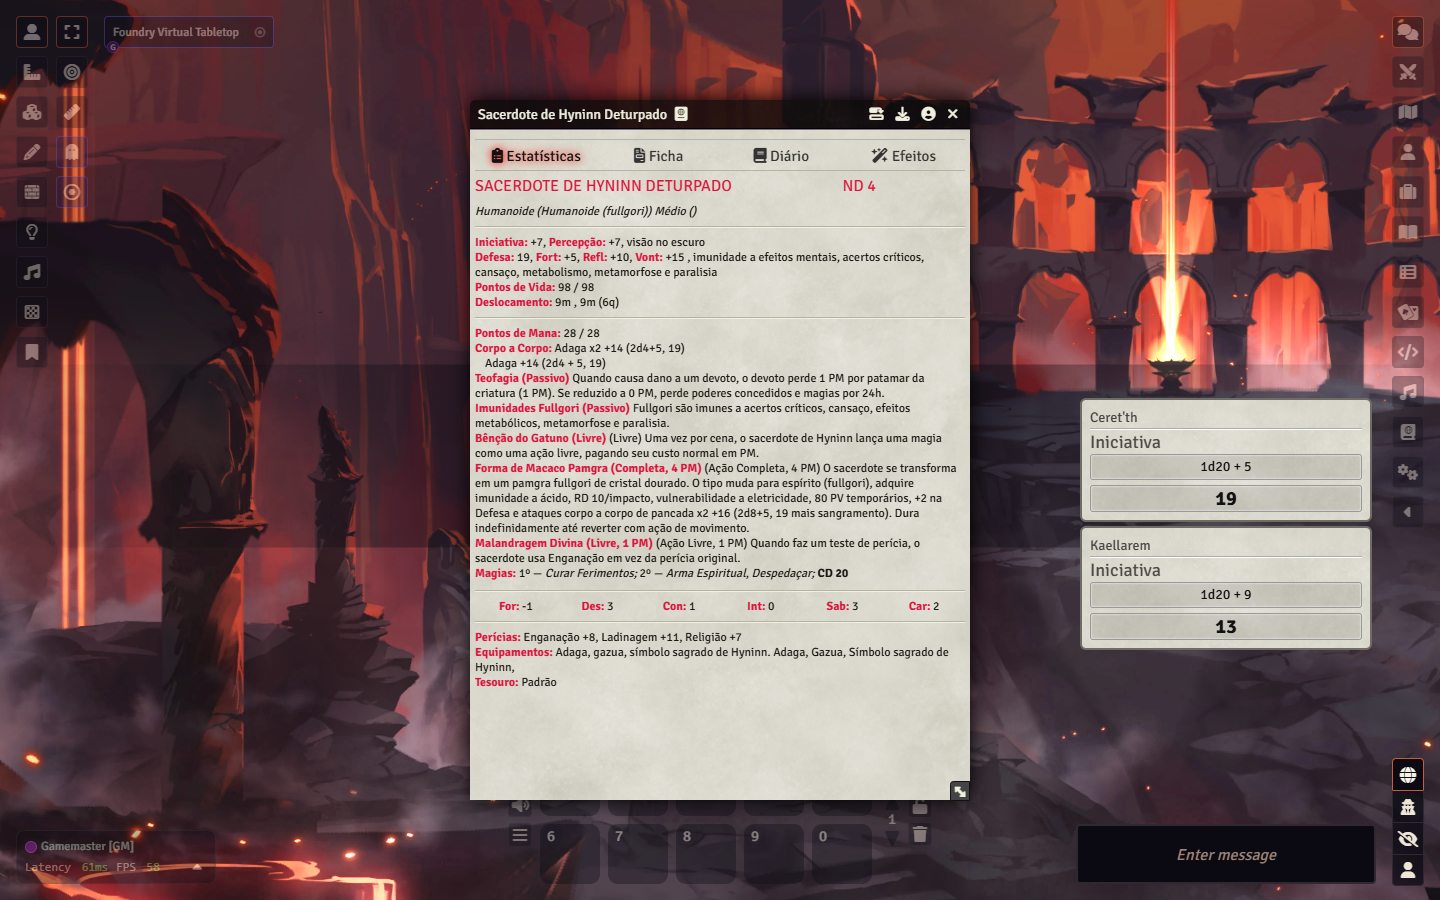 Foundry Virtual Tabletop
G
Sacerdote de Hyninn Deturpado
Estatísticas
Ficha
Diário
Efeitos
SACERDOTE DE HYNINN DETURPADO
ND 4
Humanoide (Humanoide (fullgori)) Médio ()
Iniciativa: +7, Percepção: +7, visão no escuro
Defesa: 19, Fort: +5, Refl: +10, Vont: +15 , imunidade a efeitos mentais, acertos críticos,
cansaço, metabolismo, metamorfose e paralisia
Pontos de Vida: 98 / 98
Deslocamento: 9m , 9m (6q)
Pontos de Mana: 28 / 28
Corpo a Corpo: Adaga x2 +14 (2d4+5, 19)
Adaga +14 (2d4 + 5, 19)
Teofagia (Passivo) Quando causa dano a um devoto, o devoto perde 1 PM por patamar da
criatura (1 PM). Se reduzido a 0 PM, perde poderes concedidos e magias por 24h.
Imunidades Fullgori (Passivo) Fullgori são imunes a acertos críticos, cansaço, efeitos
metabólicos, metamorfose e paralisia.
Bênção do Gatuno (Livre) (Livre) Uma vez por cena, o sacerdote de Hyninn lança uma magia
como uma ação livre, pagando seu custo normal em PM.
Forma de Macaco Pamgra (Completa, 4 PM) (Ação Completa, 4 PM) O sacerdote se transforma
em um pamgra fullgori de cristal dourado. O tipo muda para espírito (fullgori), adquire
imunidade a ácido, RD 10/impacto, vulnerabilidade a eletricidade, 80 PV temporários, +2 na
Defesa e ataques corpo a corpo de pancada x2 +16 (2d8+5, 19 mais sangramento). Dura
indefinidamente até reverter com ação de movimento.
Malandragem Divina (Livre, 1 PM) (Ação Livre, 1 PM) Quando faz um teste de perícia, o
sacerdote usa Enganação em vez da perícia original.
Magias: 1º — Curar Ferimentos; 2º — Arma Espiritual, Despedaçar; CD 20
For: -1
Des: 3
Con: 1
Int: 0
Sab: 3
Car: 2
Perícias: Enganação +8, Ladinagem +11, Religião +7
Equipamentos: Adaga, gazua, símbolo sagrado de Hyninn. Adaga, Gazua, Símbolo sagrado de
Hyninn,
Tesouro: Padrão
Ceret'th
Iniciativa
1d20 + 5
19
Kaellarem
Iniciativa
1d20 + 9
13
Enter message
Gamemaster [GM]
Latency 61ms FPS 58
6
7
8
9
0
1